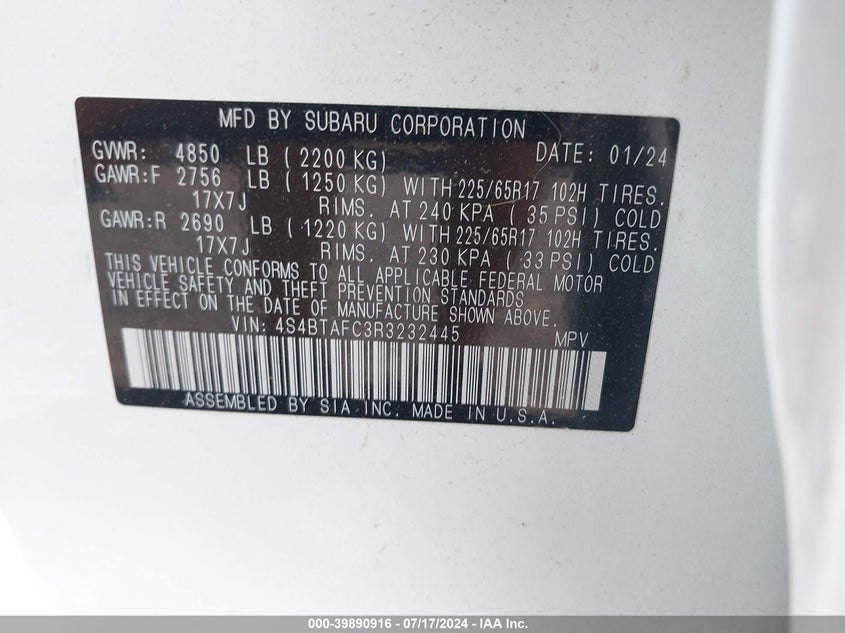 MFD BY SUBARU CORPORATION
GVWR: 4850 LB ( 2200 KG) DATE: 01/24
GAWR:F 2756 LB ( 1250 KG) WITH 225/65R17 102H TIRES.
17X7J RIMS. AT 240 KPA ( 35 PSI) COLD
GAWR:R 2690 LB ( 1220 KG) WITH 225/65R17 102H TIRES.
17X7J RIMS. AT 230 KPA ( 33 PSI) COLD
THIS VEHICLE CONFORMS TO ALL APPLICABLE FEDERAL MOTOR
VEHICLE SAFETY AND THEFT PREVENTION STANDARDS
IN EFFECT ON THE DATE OF MANUFACTURE SHOWN ABOVE.
VIN: 4S4BTAFC3R3232445 MPV
ASSEMBLED BY SIA INC. MADE IN U.S.A.
000-39890916 - 07/17/2024 - IAA Inc.